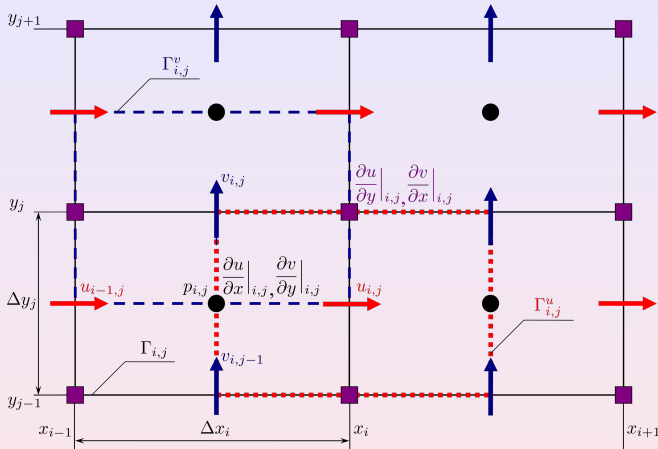 y_{j+1}
Γ^v_{i,j}
v_{i,j}
∂u/∂y|_{i,j}, ∂v/∂x|_{i,j}
y_j
u_{i-1,j}
p_{i,j}
∂u/∂x|_{i,j}, ∂v/∂y|_{i,j}
u_{i,j}
Δy_j
Γ^u_{i,j}
Γ_{i,j}
v_{i,j-1}
y_{j-1}
x_{i-1}
Δx_i
x_i
x_{i+1}